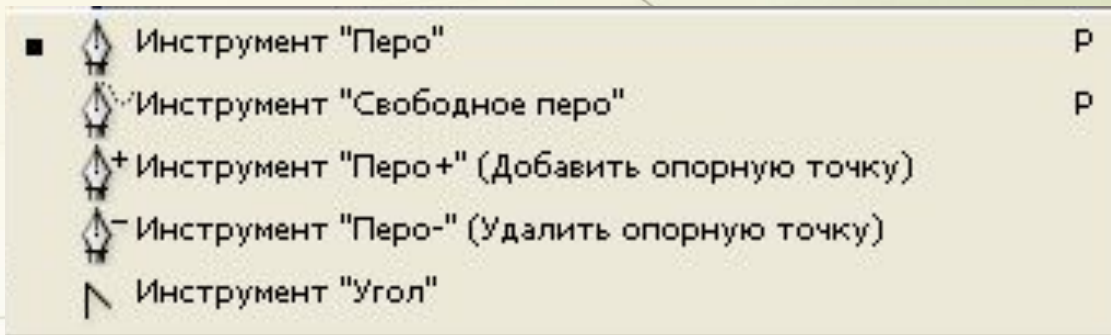 Инструмент "Перо" P
Инструмент "Свободное перо" P
Инструмент "Перо+" (Добавить опорную точку)
Инструмент "Перо-" (Удалить опорную точку)
Инструмент "Угол"